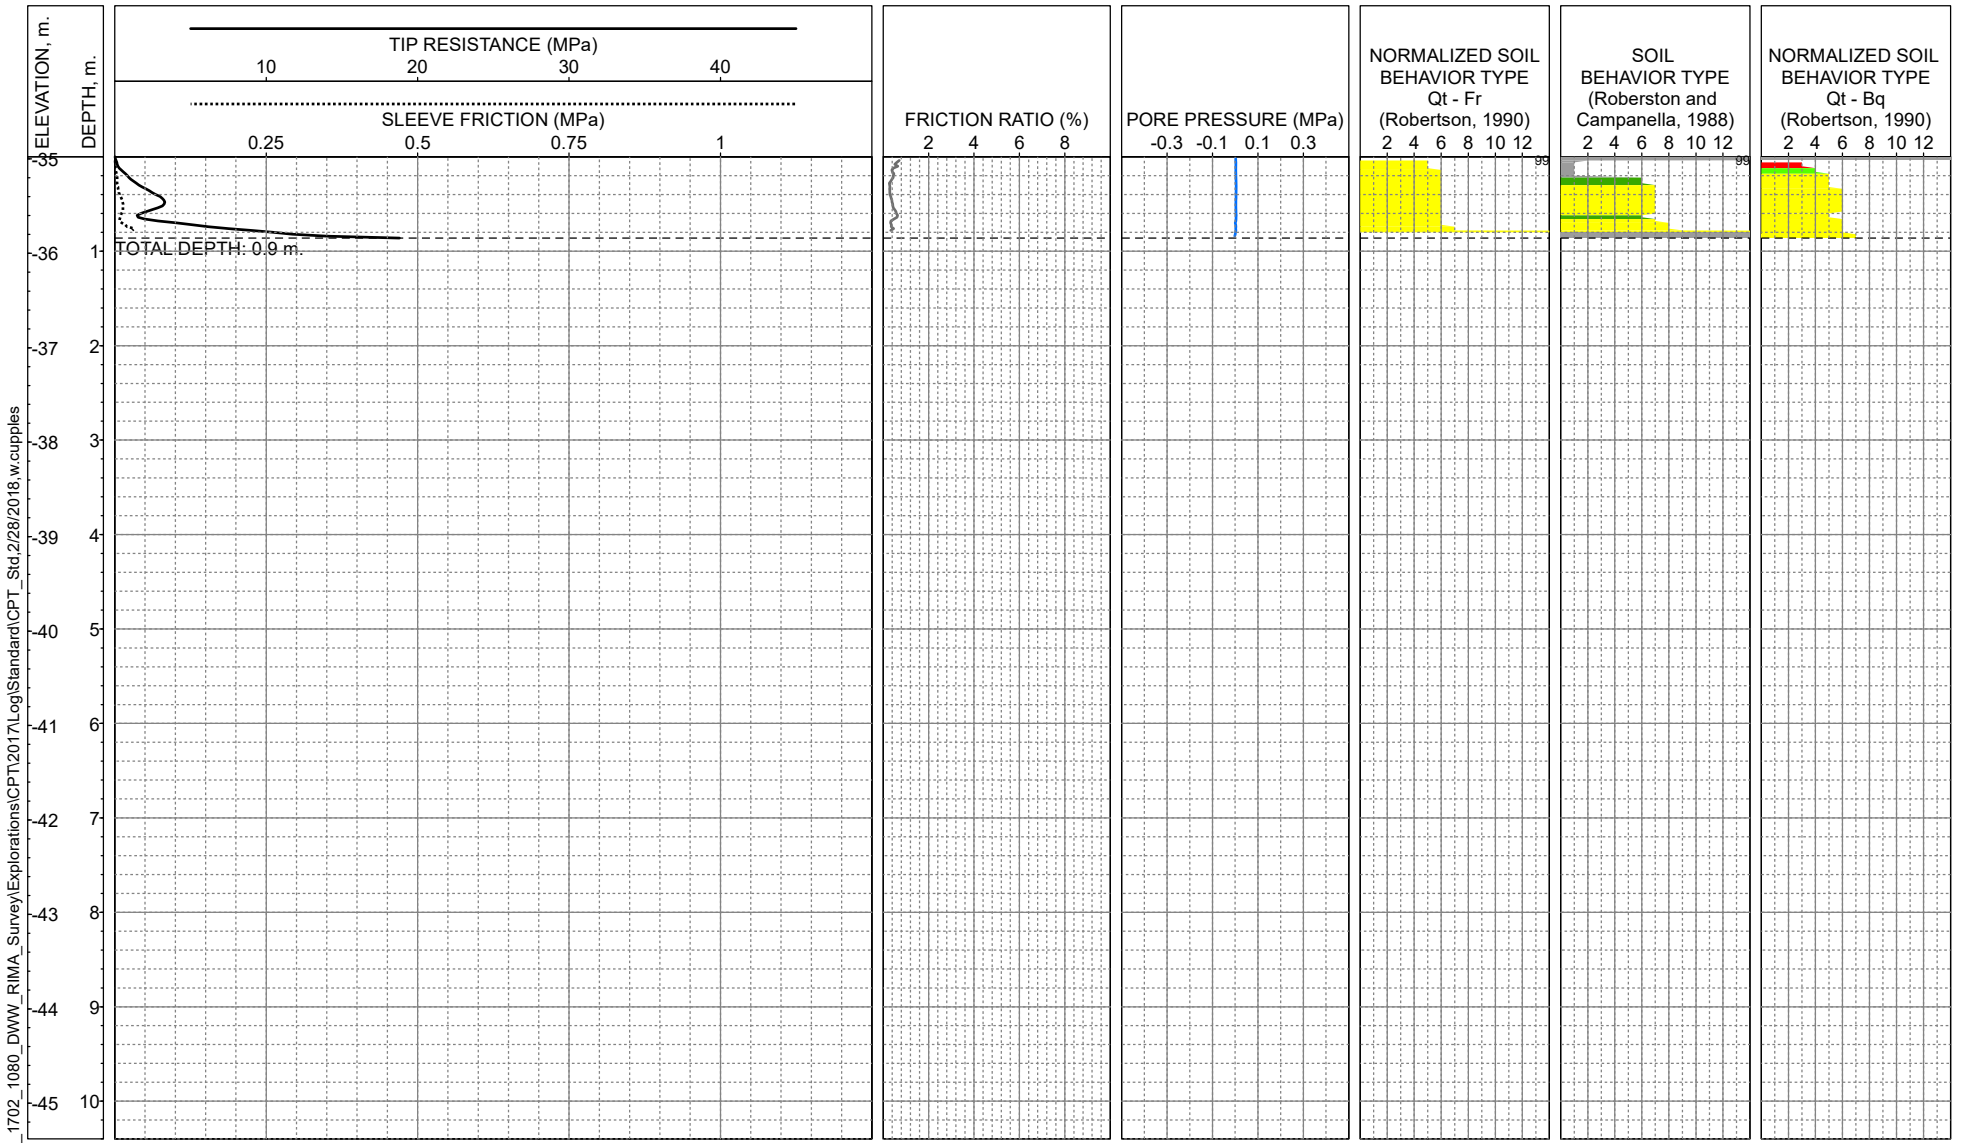 ELEVATION, m.
DEPTH, m.
TIP RESISTANCE (MPa)
10 20 30 40
SLEEVE FRICTION (MPa)
0.25 0.5 0.75 1
FRICTION RATIO (%)
2 4 6 8
PORE PRESSURE (MPa)
-0.3 -0.1 0.1 0.3
NORMALIZED SOIL
BEHAVIOR TYPE
Qt - Fr
(Robertson, 1990)
2 4 6 8 10 12
99
SOIL
BEHAVIOR TYPE
(Roberston and
Campanella, 1988)
2 4 6 8 10 12
99
NORMALIZED SOIL
BEHAVIOR TYPE
Qt - Bq
(Robertson, 1990)
2 4 6 8 10 12
-35
TOTAL DEPTH: 0.9 m.
-36 1
-37 2
-38 3
-39 4
-40 5
-41 6
-42 7
-43 8
-44 9
-45 10
_1702_1080_DWW_RIMA_Survey\Explorations\CPT\2017\Log\Standard\CPT_Std,2/28/2018,w.cupples